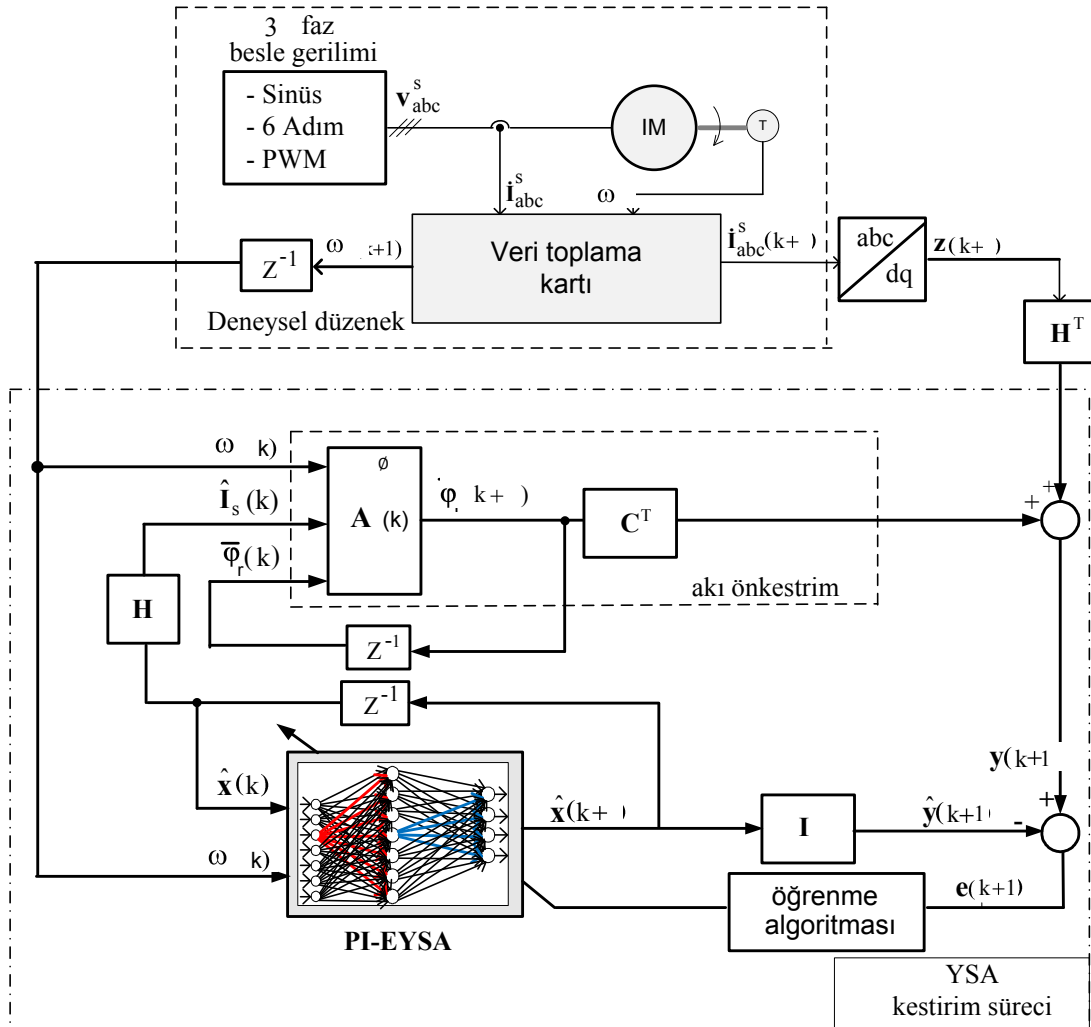 3 faz
besle gerilimi
- Sinüs
- 6 Adım
- PWM
v^s_abc
IM
T
i^s_abc
ω
Veri toplama
kartı
ω k+1)
Z^-1
i^s_abc(k+ )
abc
dq
z(k+ )
H^T
Deneysel düzenek
ω k)
Î_s(k)
φ̅_r(k)
ø
A (k)
φ k+ )
C^T
+
+
akı önkestrim
H
Z^-1
Z^-1
x̂(k)
ω k)
x̂(k+ )
I
ŷ(k+1)
y(k+1
+
-
e(k+1)
öğrenme
algoritması
PI-EYSA
YSA
kestirim süreci